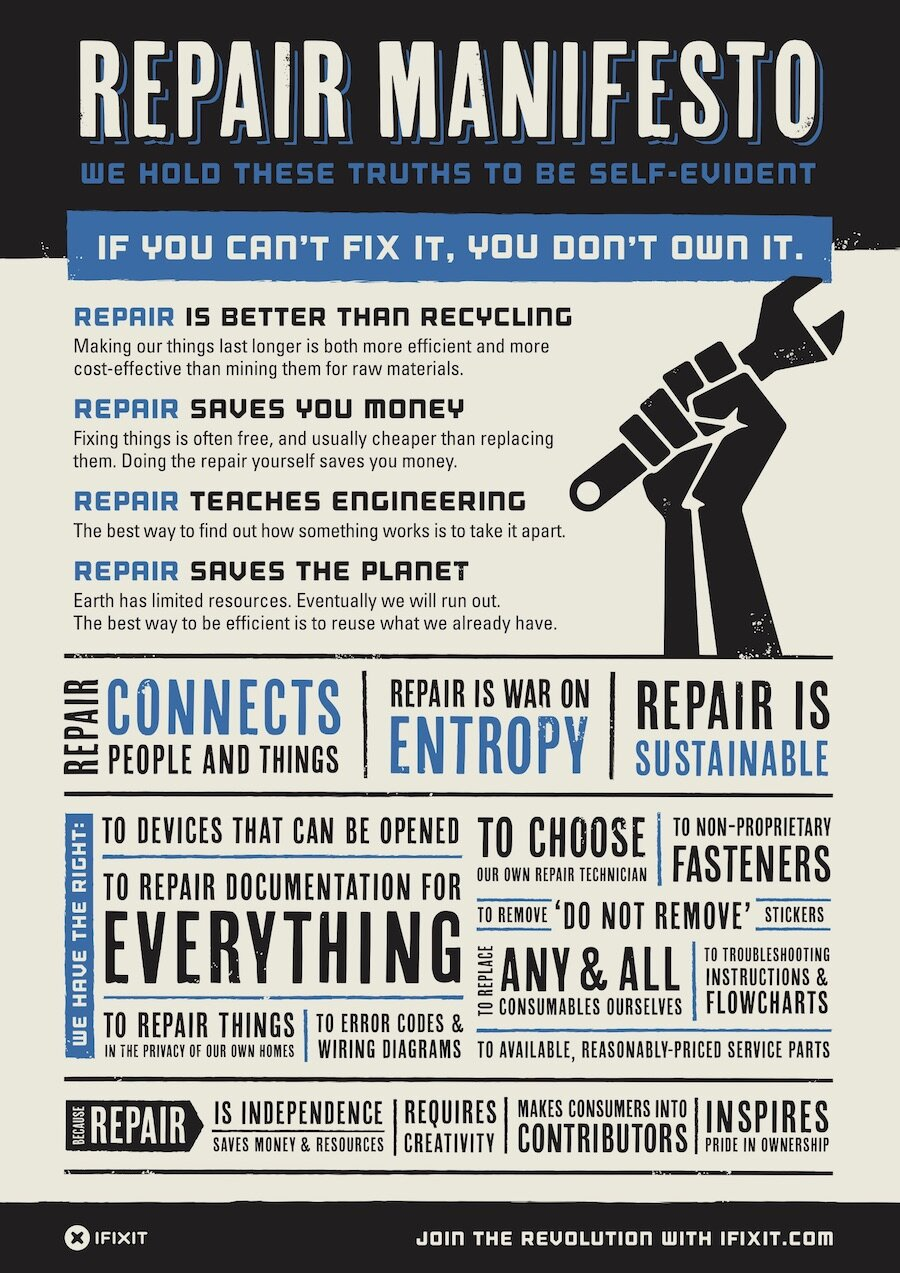 REPAIR MANIFESTO
WE HOLD THESE TRUTHS TO BE SELF-EVIDENT
IF YOU CAN'T FIX IT, YOU DON'T OWN IT.
REPAIR IS BETTER THAN RECYCLING
Making our things last longer is both more efficient and more
cost-effective than mining them for raw materials.
REPAIR SAVES YOU MONEY
Fixing things is often free, and usually cheaper than replacing
them. Doing the repair yourself saves you money.
REPAIR TEACHES ENGINEERING
The best way to find out how something works is to take it apart.
REPAIR SAVES THE PLANET
Earth has limited resources. Eventually we will run out.
The best way to be efficient is to reuse what we already have.
REPAIR
CONNECTS
PEOPLE AND THINGS
REPAIR IS WAR ON
ENTROPY
REPAIR IS
SUSTAINABLE
WE HAVE THE RIGHT:
TO DEVICES THAT CAN BE OPENED
TO REPAIR DOCUMENTATION FOR
EVERYTHING
TO REPAIR THINGS
IN THE PRIVACY OF OUR OWN HOMES
TO ERROR CODES &
WIRING DIAGRAMS
TO CHOOSE
OUR OWN REPAIR TECHNICIAN
TO NON-PROPRIETARY
FASTENERS
TO REMOVE 'DO NOT REMOVE' STICKERS
TO REPLACE
ANY & ALL
CONSUMABLES OURSELVES
TO TROUBLESHOOTING
INSTRUCTIONS &
FLOWCHARTS
TO AVAILABLE, REASONABLY-PRICED SERVICE PARTS
BECAUSE
REPAIR
IS INDEPENDENCE
SAVES MONEY & RESOURCES
REQUIRES
CREATIVITY
MAKES CONSUMERS INTO
CONTRIBUTORS
INSPIRES
PRIDE IN OWNERSHIP
IFIXIT
JOIN THE REVOLUTION WITH IFIXIT.COM